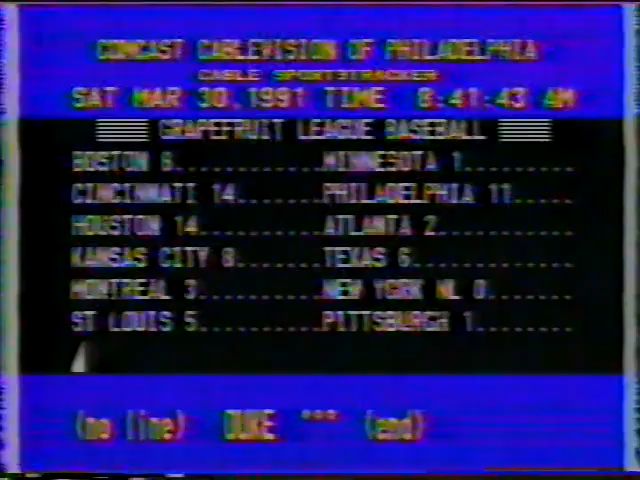 COMCAST CABLEVISION OF PHILADELPHIA
CABLE SPORTSTRACKER
SAT MAR 30,1991 TIME 8:41:43 AM
GRAPEFRUIT LEAGUE BASEBALL
BOSTON 6...........MINNESOTA 1.........
CINCINNATI 14.......PHILADELPHIA 11.....
HOUSTON 14..........ATLANTA 2...........
KANSAS CITY 8.......TEXAS 6.............
MONTREAL 3..........NEW YORK NL 0.......
ST LOUIS 5..........PITTSBURGH 1........
(no line) DUKE *** (end)